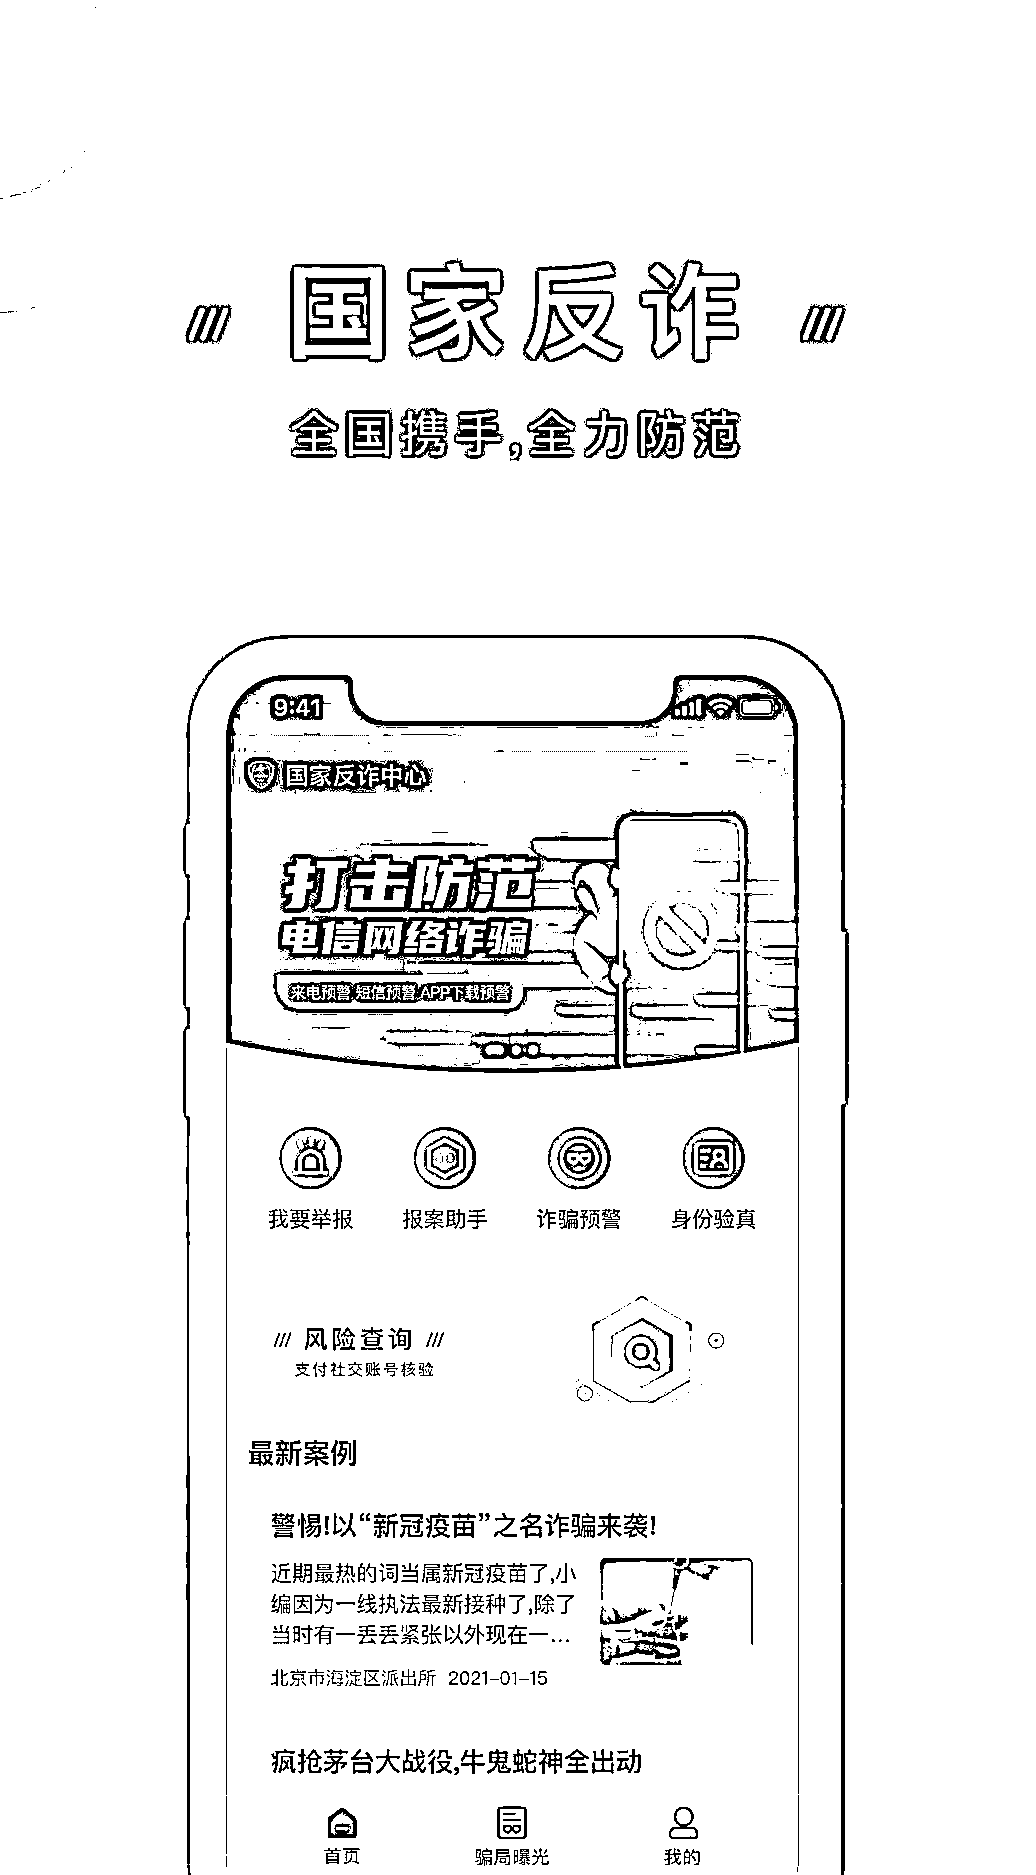 国家反诈
全国携手,全力防范
9:41
国家反诈中心
打击防范
电信网络诈骗
来电预警 短信预警 APP下载预警
我要举报 报案助手 诈骗预警 身份验真
/// 风险查询 ///
支付社交账号核验
最新案例
警惕!以“新冠疫苗”之名诈骗来袭!
近期最热的词当属新冠疫苗了,小
编因为一线执法最新接种了,除了
当时有一丢丢紧张以外现在一...
北京市海淀区派出所 2021-01-15
疯抢茅台大战役,牛鬼蛇神全出动
首页 骗局曝光 我的